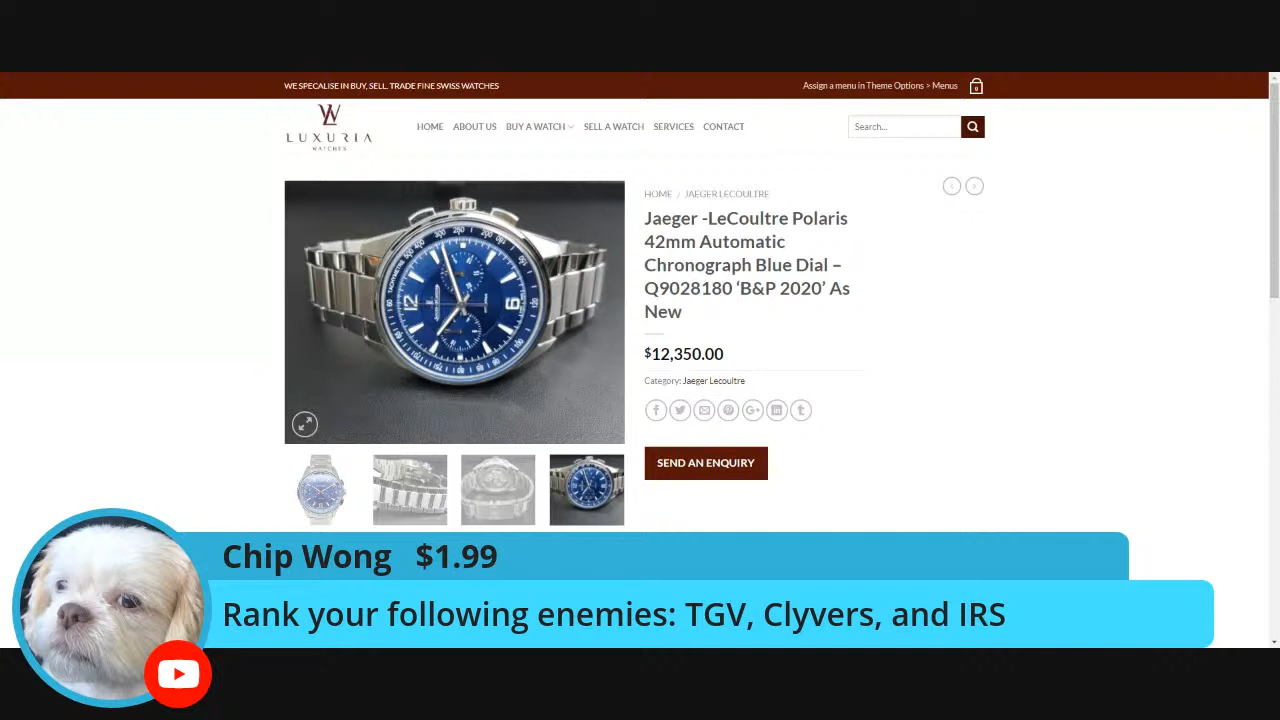 WE SPECALISE IN BUY, SELL, TRADE FINE SWISS WATCHES
Assign a menu in Theme Options > Menus
0
LUXURIA
WATCHES
HOME
ABOUT US
BUY A WATCH
SELL A WATCH
SERVICES
CONTACT
Search...
HOME / JAEGER LECOULTRE
Jaeger -LeCoultre Polaris
42mm Automatic
Chronograph Blue Dial –
Q9028180 ‘B&P 2020’ As
New
$12,350.00
Category: Jaeger Lecoultre
SEND AN ENQUIRY
Chip Wong $1.99
Rank your following enemies: TGV, Clyvers, and IRS